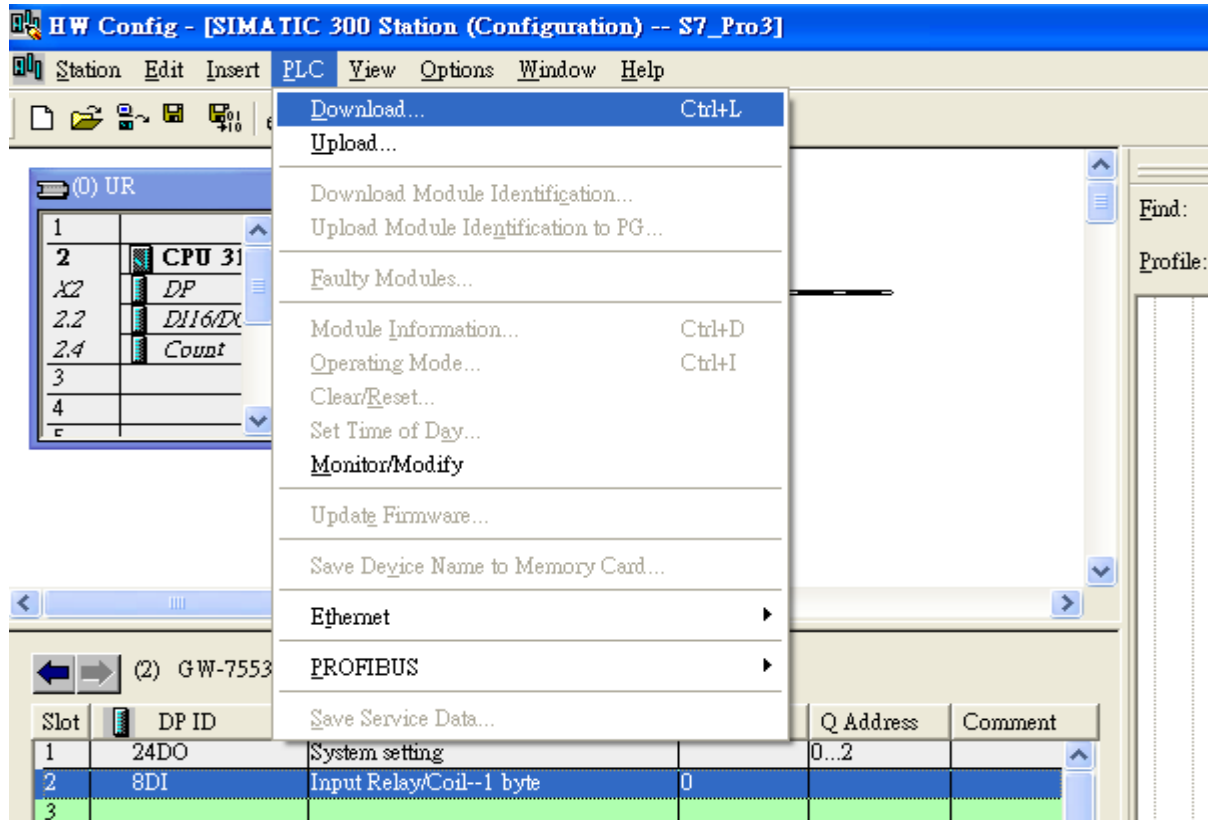 HW Config - [SIMATIC 300 Station (Configuration) -- S7_Pro3]
Station Edit Insert PLC View Options Window Help
Download... Ctrl+L
Upload...
Download Module Identification...
Upload Module Identification to PG...
Faulty Modules...
Module Information... Ctrl+D
Operating Mode... Ctrl+I
Clear/Reset...
Set Time of Day...
Monitor/Modify
Update Firmware...
Save Device Name to Memory Card...
Ethernet
PROFIBUS
Save Service Data...
(0) UR
1
2 CPU 31
X2 DP
2.2 DI16/DO
2.4 Count
3
4
Find:
Profile:
(2) GW-7553
Slot DP ID Q Address Comment
1 24DO System setting 0...2
2 8DI Input Relay/Coil--1 byte 0
3